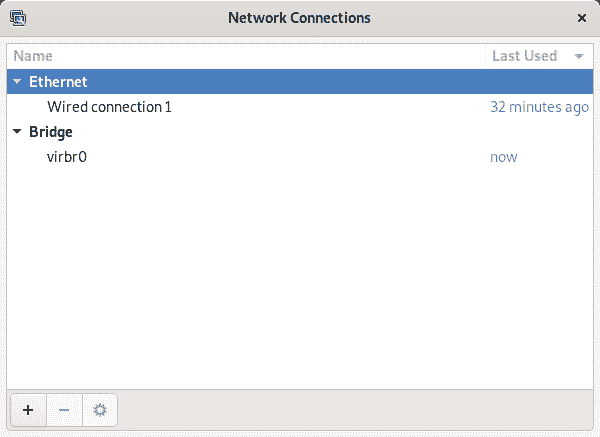 Network Connections
Name Last Used
Ethernet
Wired connection 1 32 minutes ago
Bridge
virbr0 now